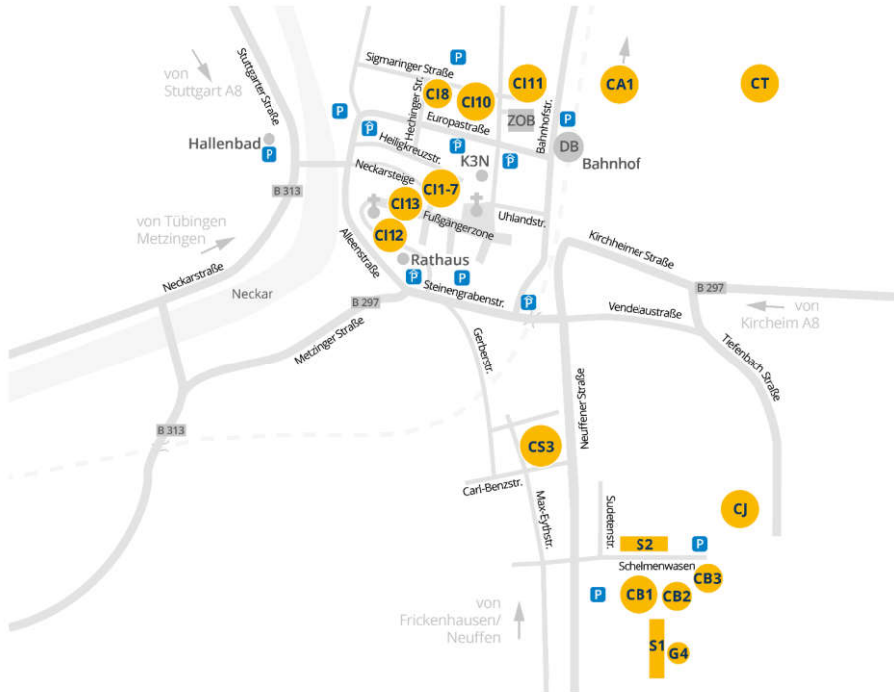 Sigmaringer Straße
P
CI8
CI10
CI11
CA1
CT
von
Stuttgart A8
Stuttgarter Straße
Hechinger Str.
ZOB
Bahnhofstr.
P
P
P
Europastraße
Hallenbad
P
Heiligkreuzstr.
P
P
DB
Bahnhof
K3N
Neckarsteige
CI1-7
B 313
CI13
Fußgängerzone
Uhlandstr.
von Tübingen
Metzingen
CI12
Alleenstraße
Rathaus
Kirchheimer Straße
Neckarstraße
P
P
Neckar
B 297
Steinengrabenstr.
P
B 297
Vendelaustraße
von
Kircheim A8
Metzinger Straße
Gerberstr.
Tiefenbach Straße
Neuffener Straße
B 313
CS3
Carl-Benzstr.
Max-Eythstr.
Sudetenstr.
CJ
S2
P
Schelmenwasen
CB3
P
CB1
CB2
von
Frickenhausen/
Neuffen
S1
G4